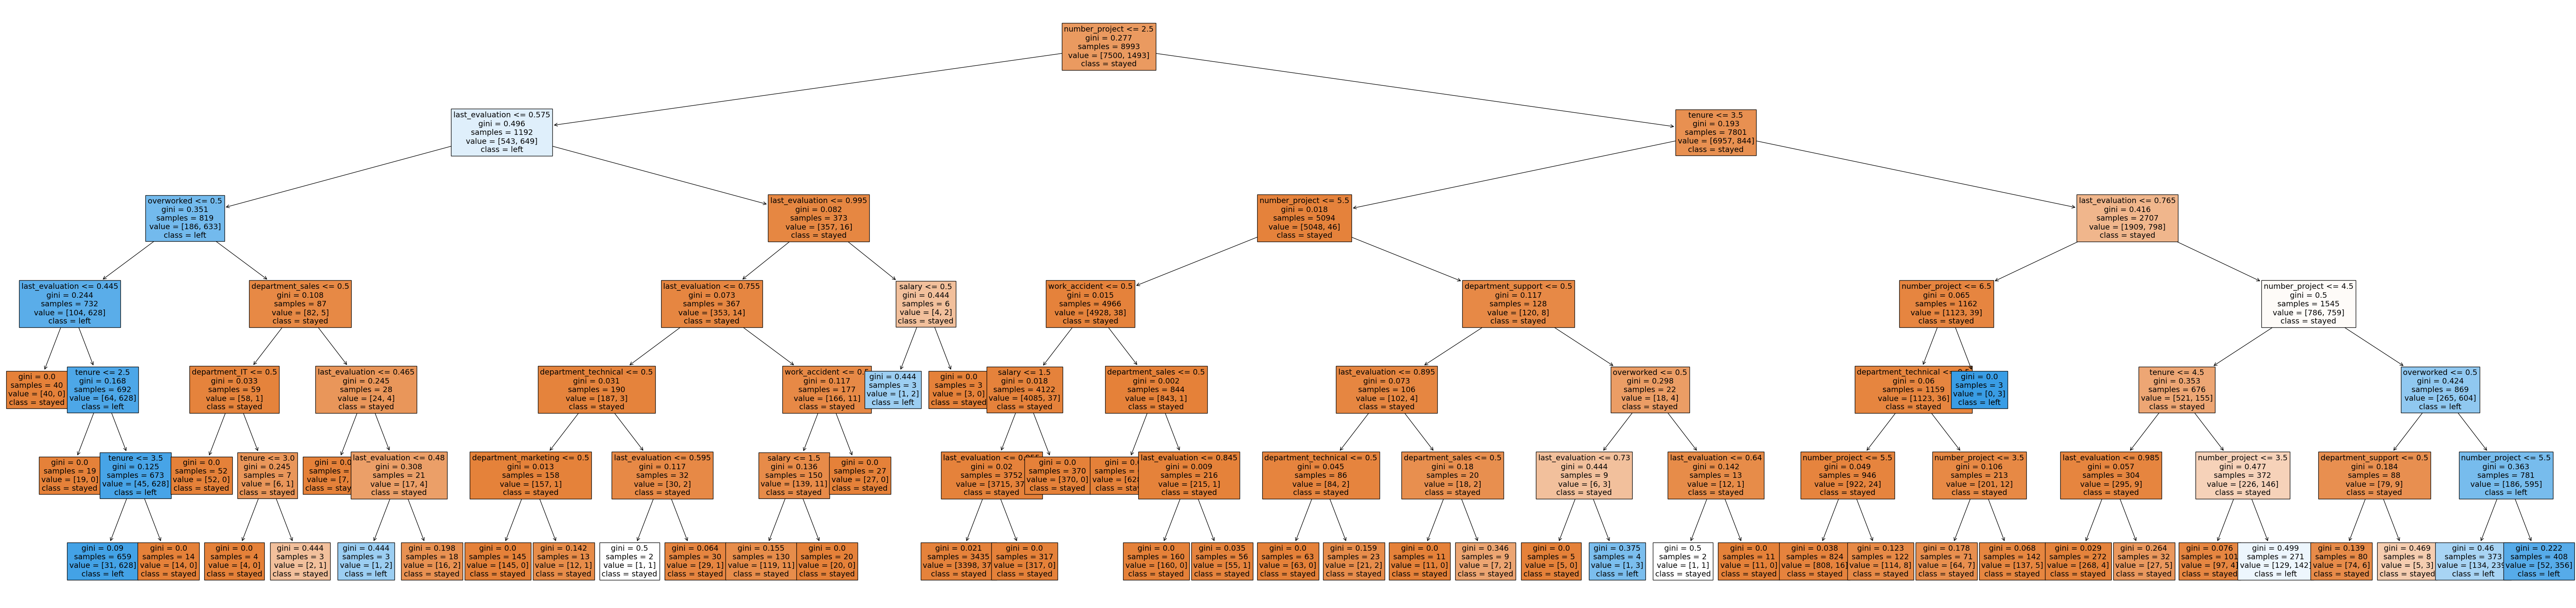 number_project <= 2.5
gini = 0.277
samples = 8993
value = [7500, 1493]
class = stayed
last_evaluation <= 0.575
gini = 0.496
samples = 1192
value = [543, 649]
class = left
tenure <= 3.5
gini = 0.193
samples = 7801
value = [6957, 844]
class = stayed
overworked <= 0.5
gini = 0.351
samples = 819
value = [186, 633]
class = left
last_evaluation <= 0.995
gini = 0.082
samples = 373
value = [357, 16]
class = stayed
number_project <= 5.5
gini = 0.018
samples = 5094
value = [5048, 46]
class = stayed
last_evaluation <= 0.765
gini = 0.416
samples = 2707
value = [1909, 798]
class = stayed
last_evaluation <= 0.445
gini = 0.244
samples = 732
value = [104, 628]
class = left
department_sales <= 0.5
gini = 0.108
samples = 87
value = [82, 5]
class = stayed
last_evaluation <= 0.755
gini = 0.073
samples = 367
value = [353, 14]
class = stayed
salary <= 0.5
gini = 0.444
samples = 6
value = [4, 2]
class = stayed
work_accident <= 0.5
gini = 0.015
samples = 4966
value = [4928, 38]
class = stayed
department_support <= 0.5
gini = 0.117
samples = 128
value = [120, 8]
class = stayed
number_project <= 6.5
gini = 0.065
samples = 1162
value = [1123, 39]
class = stayed
number_project <= 4.5
gini = 0.5
samples = 1545
value = [786, 759]
class = stayed
gini = 0.0
samples = 40
value = [40, 0]
class = stayed
tenure <= 2.5
gini = 0.168
samples = 692
value = [64, 628]
class = left
department_IT <= 0.5
gini = 0.033
samples = 59
value = [58, 1]
class = stayed
last_evaluation <= 0.465
gini = 0.245
samples = 28
value = [24, 4]
class = stayed
department_technical <= 0.5
gini = 0.031
samples = 190
value = [187, 3]
class = stayed
work_accident <= 0.5
gini = 0.117
samples = 177
value = [166, 11]
class = stayed
gini = 0.444
samples = 3
value = [1, 2]
class = left
gini = 0.0
samples = 3
value = [3, 0]
class = stayed
salary <= 1.5
gini = 0.018
samples = 4122
value = [4085, 37]
class = stayed
department_sales <= 0.5
gini = 0.002
samples = 844
value = [843, 1]
class = stayed
last_evaluation <= 0.895
gini = 0.073
samples = 106
value = [102, 4]
class = stayed
overworked <= 0.5
gini = 0.298
samples = 22
value = [18, 4]
class = stayed
department_technical <=
gini = 0.06
samples = 1159
value = [1123, 36]
class = stayed
gini = 0.0
samples = 3
value = [0, 3]
class = left
tenure <= 4.5
gini = 0.353
samples = 676
value = [521, 155]
class = stayed
overworked <= 0.5
gini = 0.424
samples = 869
value = [265, 604]
class = left
gini = 0.0
samples = 19
value = [19, 0]
class = stayed
tenure <= 3.5
gini = 0.125
samples = 673
value = [45, 628]
class = left
gini = 0.0
samples = 52
value = [52, 0]
class = stayed
tenure <= 3.0
gini = 0.245
samples = 7
value = [6, 1]
class = stayed
gini = 0.0
samples =
value = [7,
class =
last_evaluation <= 0.48
gini = 0.308
samples = 21
value = [17, 4]
class = stayed
department_marketing <= 0.5
gini = 0.013
samples = 158
value = [157, 1]
class = stayed
last_evaluation <= 0.595
gini = 0.117
samples = 32
value = [30, 2]
class = stayed
salary <= 1.5
gini = 0.136
samples = 150
value = [139, 11]
class = stayed
gini = 0.0
samples = 27
value = [27, 0]
class = stayed
last_evaluation <=
gini = 0.02
samples = 3752
value = [3715, 37]
class = stayed
gini = 0.0
samples = 370
value = [370, 0]
class = stayed
gini =
samples =
value =
class =
last_evaluation <= 0.845
gini = 0.009
samples = 216
value = [215, 1]
class = stayed
department_technical <= 0.5
gini = 0.045
samples = 86
value = [84, 2]
class = stayed
department_sales <= 0.5
gini = 0.18
samples = 20
value = [18, 2]
class = stayed
last_evaluation <= 0.73
gini = 0.444
samples = 9
value = [6, 3]
class = stayed
last_evaluation <= 0.64
gini = 0.142
samples = 13
value = [12, 1]
class = stayed
number_project <= 5.5
gini = 0.049
samples = 946
value = [922, 24]
class = stayed
number_project <= 3.5
gini = 0.106
samples = 213
value = [201, 12]
class = stayed
last_evaluation <= 0.985
gini = 0.057
samples = 304
value = [295, 9]
class = stayed
number_project <= 3.5
gini = 0.477
samples = 372
value = [226, 146]
class = stayed
department_support <= 0.5
gini = 0.184
samples = 88
value = [79, 9]
class = stayed
number_project <= 5.5
gini = 0.363
samples = 781
value = [186, 595]
class = left
gini = 0.09
samples = 659
value = [31, 628]
class = left
gini = 0.0
samples = 14
value = [14, 0]
class = stayed
gini = 0.0
samples = 4
value = [4, 0]
class = stayed
gini = 0.444
samples = 3
value = [2, 1]
class = stayed
gini = 0.444
samples = 3
value = [1, 2]
class = left
gini = 0.198
samples = 18
value = [16, 2]
class = stayed
gini = 0.0
samples = 145
value = [145, 0]
class = stayed
gini = 0.142
samples = 13
value = [12, 1]
class = stayed
gini = 0.5
samples = 2
value = [1, 1]
class = stayed
gini = 0.064
samples = 30
value = [29, 1]
class = stayed
gini = 0.155
samples = 130
value = [119, 11]
class = stayed
gini = 0.0
samples = 20
value = [20, 0]
class = stayed
gini = 0.021
samples = 3435
value = [3398, 37
class = stayed
gini = 0.0
samples = 317
value = [317, 0]
class = stayed
gini = 0.0
samples = 160
value = [160, 0]
class = stayed
gini = 0.035
samples = 56
value = [55, 1]
class = stayed
gini = 0.0
samples = 63
value = [63, 0]
class = stayed
gini = 0.159
samples = 23
value = [21, 2]
class = stayed
gini = 0.0
samples = 11
value = [11, 0]
class = stayed
gini = 0.346
samples = 9
value = [7, 2]
class = stayed
gini = 0.0
samples = 5
value = [5, 0]
class = stayed
gini = 0.375
samples = 4
value = [1, 3]
class = left
gini = 0.5
samples = 2
value = [1, 1]
class = stayed
gini = 0.0
samples = 11
value = [11, 0]
class = stayed
gini = 0.038
samples = 824
value = [808, 16]
class = stayed
gini = 0.123
samples = 122
value = [114, 8]
class = stayed
gini = 0.178
samples = 71
value = [64, 7]
class = stayed
gini = 0.068
samples = 142
value = [137, 5]
class = stayed
gini = 0.029
samples = 272
value = [268, 4]
class = stayed
gini = 0.264
samples = 32
value = [27, 5]
class = stayed
gini = 0.076
samples = 101
value = [97, 4]
class = stayed
gini = 0.499
samples = 271
value = [129, 142]
class = left
gini = 0.139
samples = 80
value = [74, 6]
class = stayed
gini = 0.469
samples = 8
value = [5, 3]
class = stayed
gini = 0.46
samples = 373
value = [134, 239
class = left
gini = 0.222
samples = 408
value = [52, 356]
class = left